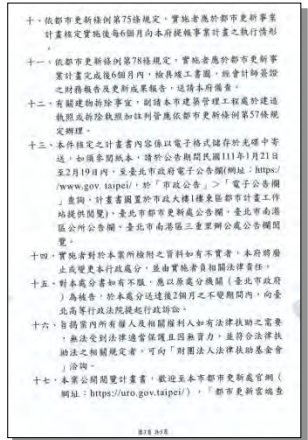 十、依都市更新條例第75條規定，實施者應於都市更新事業
計畫核定實施後每6個月向本府提報事業計畫之執行情形
。
十一、依都市更新條例第78條規定，實施者應於都市更新事
業計畫完成後6個月內，檢具竣工書圖、經會計師簽證
之財務報告及更新成果報告，送請本府備查。
十二、有關建物拆除事宜，副請本市建築管理工程處於建造
執照或拆除執照加註列管應依都市更新條例第57條規
定辦理。
十三、本件核定之計畫書內容係以電子格式儲存於光碟中寄
送，如須參閱紙本，請於公告期間民國111年1月21日
至2月19日內，至臺北市政府電子公告欄(網址：https:/
/www.gov.taipei/，於「市政公告」>「電子公告欄
」查詢，計畫書圖置於市政大樓1樓東區都市計畫工作
站提供閱覽)、臺北市都市更新處公告欄、臺北市南港
區公所公告欄、臺北市南港區三重里辦公處公告欄閱
覽。
十四、實施者對於本案所檢附之資料如有不實者，本府將廢
止或變更本行政處分，並由實施者負相關法律責任。
十五、對本處分書如有不服，應以原處分機關（臺北市政府
）為被告，於本處分送達後2個月之不變期間內，向臺
北高等行政法院提起行政訴訟。
十六、旨揭案內所有權人及相關權利人如有法律扶助之需要
，無法受到法律適當保護且因無資力，並符合法律扶
助法之相關規定者，可向「財團法人法律扶助基金會
」洽詢。
十七、本案公開閱覽計畫書，歡迎至本市都市更新處官網（
網址：https://uro.gov.taipei/），「都市更新雲端查
第3頁 共5頁